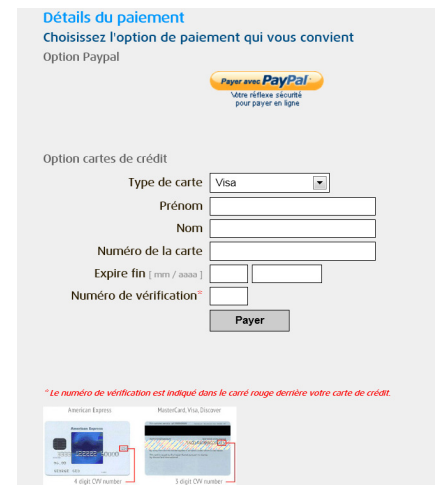 Détails du paiement
Choisissez l'option de paiement qui vous convient
Option Paypal
Payer avec PayPal
Votre réflexe sécurité
pour payer en ligne
Option cartes de crédit
Type de carte Visa
Prénom
Nom
Numéro de la carte
Expire fin [ mm / aaaa ]
Numéro de vérification*
Payer
* Le numéro de vérification est indiqué dans le carré rouge derrière votre carte de crédit.
American Express MasterCard, Visa, Discover
American Express
4 digit CVV number 3 digit CVV number